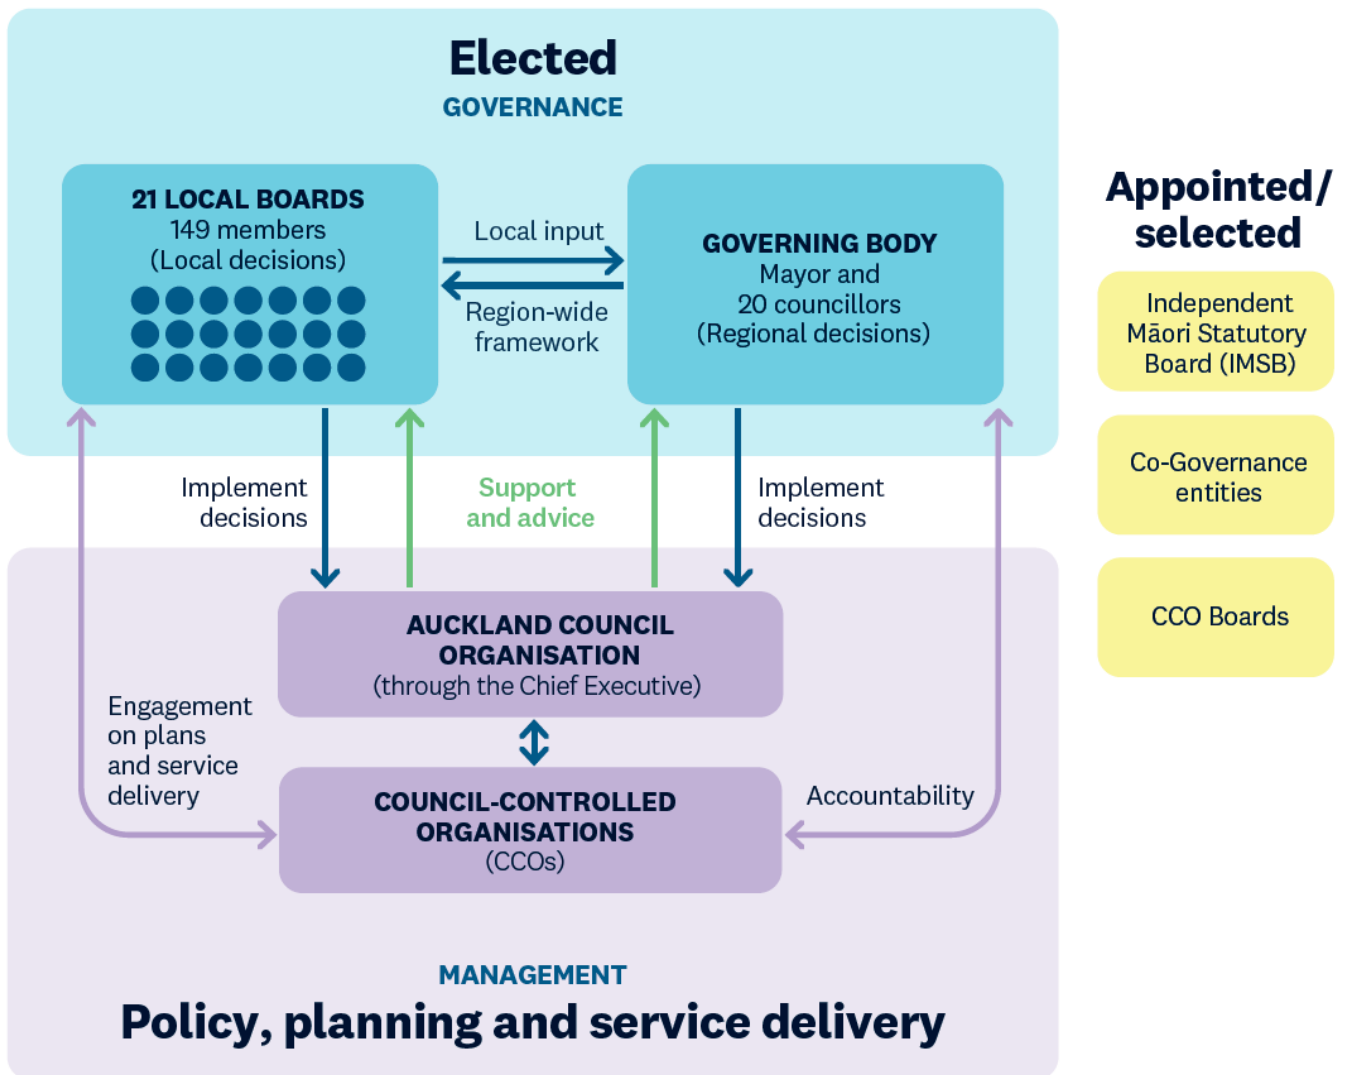 Elected
GOVERNANCE
21 LOCAL BOARDS
149 members
(Local decisions)
Local input
Region-wide
framework
GOVERNING BODY
Mayor and
20 councillors
(Regional decisions)
Implement
decisions
Support
and advice
Implement
decisions
AUCKLAND COUNCIL
ORGANISATION
(through the Chief Executive)
Engagement
on plans
and service
delivery
COUNCIL-CONTROLLED
ORGANISATIONS
(CCOs)
Accountability
MANAGEMENT
Policy, planning and service delivery
Appointed/
selected
Independent
Māori Statutory
Board (IMSB)
Co-Governance
entities
CCO Boards